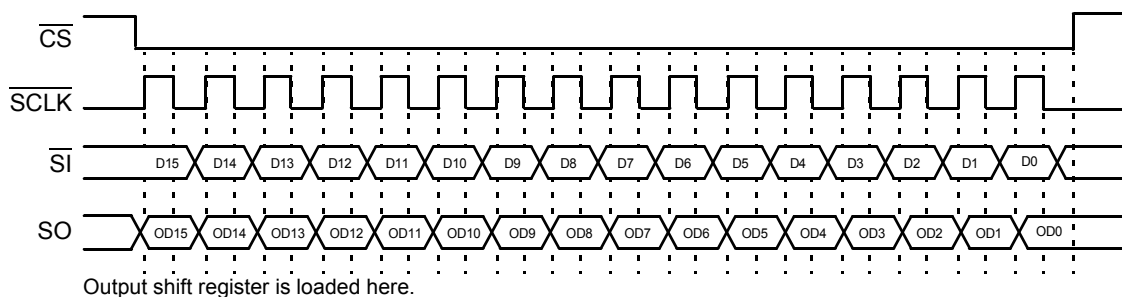 CS
SCLK
SI
D15 D14 D13 D12 D11 D10 D9 D8 D7 D6 D5 D4 D3 D2 D1 D0
SO
OD15 OD14 OD13 OD12 OD11 OD10 OD9 OD8 OD7 OD6 OD5 OD4 OD3 OD2 OD1 OD0
Output shift register is loaded here.